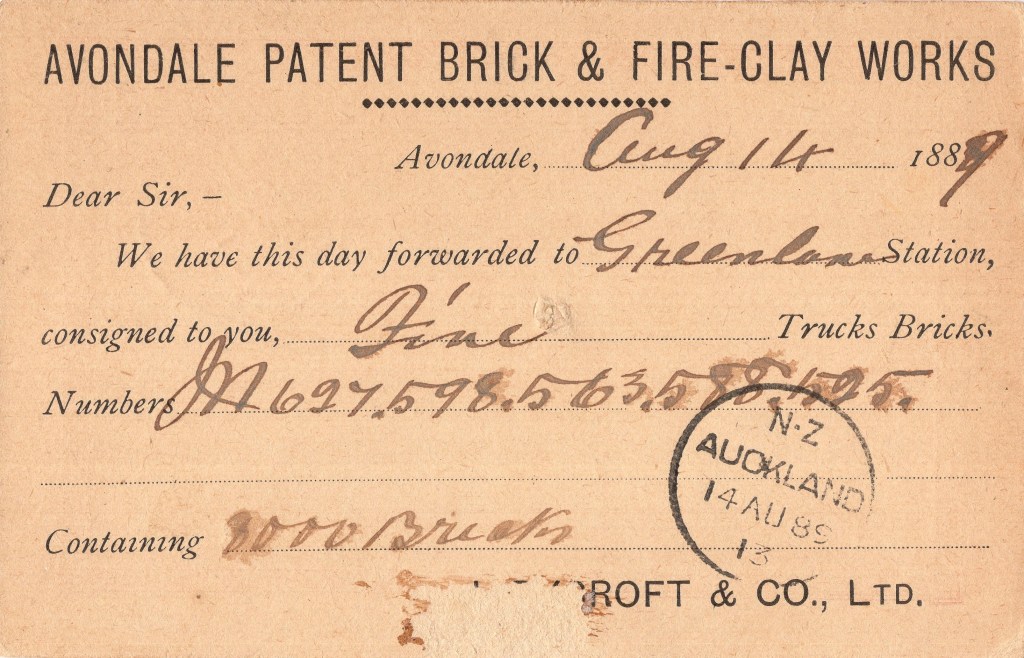 AVONDALE PATENT BRICK & FIRE-CLAY WORKS
Avondale, Aug 14 1889
Dear Sir, –
We have this day forwarded to Greenlane Station,
consigned to you, Five Trucks Bricks.
Numbers M 627.598.563.588.525.
Containing 8000 Bricks
ROFT & CO., LTD.
N·Z
AUCKLAND
14 AU 89
13